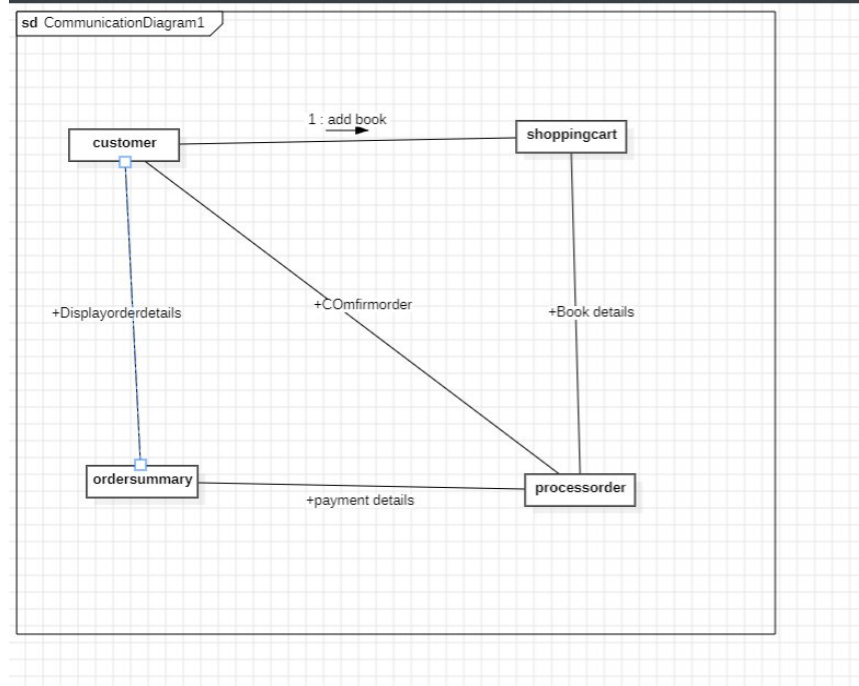 sd CommunicationDiagram1
1 : add book
customer
shoppingcart
+COmfirmorder
+Displayorderdetails
+Book details
ordersummary
processorder
+payment details